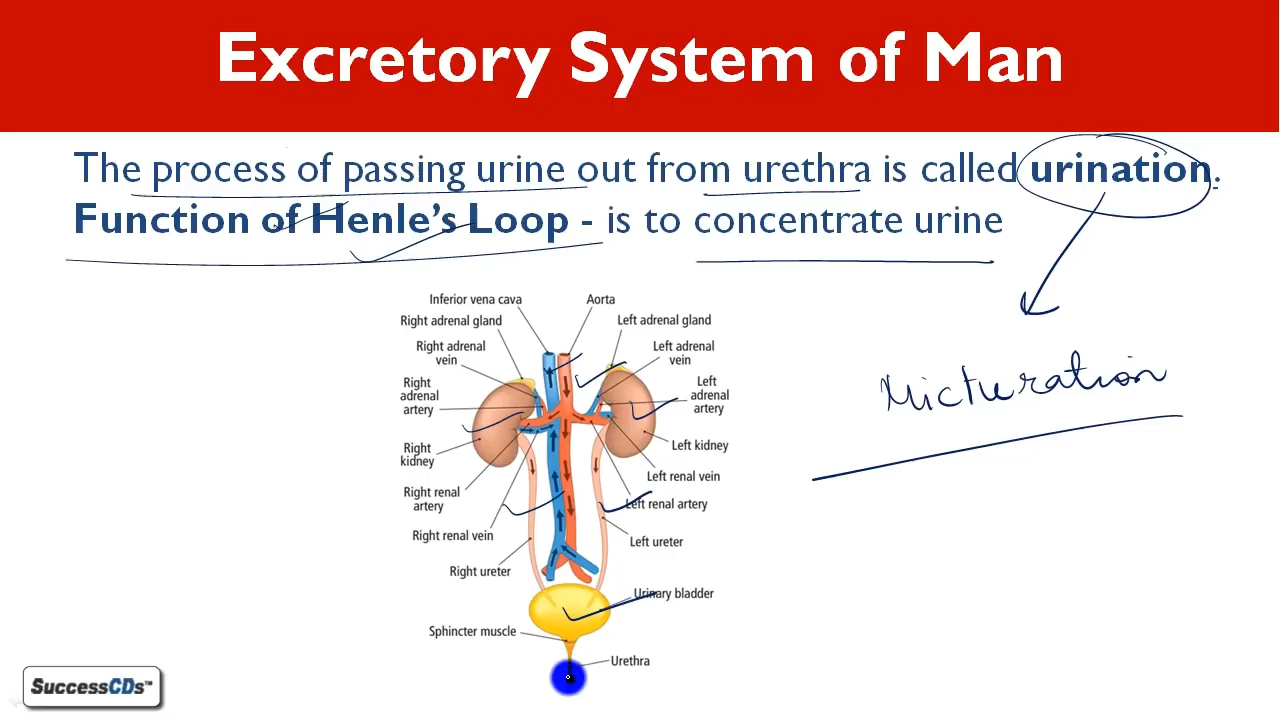 Excretory System of Man
The process of passing urine out from urethra is called urination.
Function of Henle's Loop - is to concentrate urine
Inferior vena cava
Aorta
Right adrenal gland
Left adrenal gland
Right adrenal
vein
Left adrenal
vein
Right
adrenal
artery
Left
adrenal
artery
Micturation
Right
kidney
Left kidney
Left renal vein
Right renal
artery
Left renal artery
Right renal vein
Left ureter
Right ureter
Urinary bladder
Sphincter muscle
Urethra
SuccessCDs™